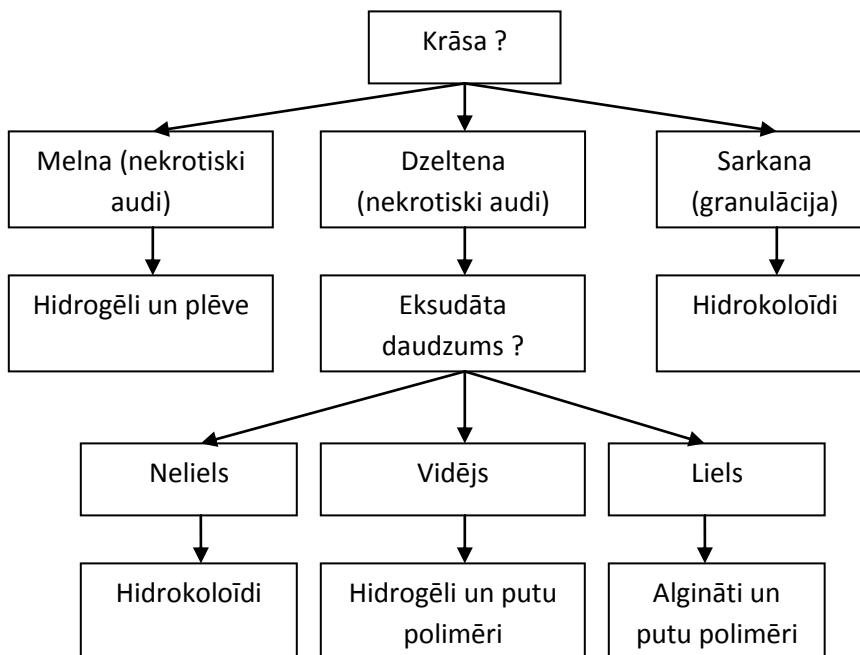 Krāsa ?
Melna (nekrotiski
audi)
Dzeltena
(nekrotiski audi)
Sarkana
(granulācija)
Hidrogēli un plēve
Eksudāta
daudzums ?
Hidrokoloīdi
Neliels
Vidējs
Liels
Hidrokoloīdi
Hidrogēli un putu
polimēri
Algināti un
putu polimēri